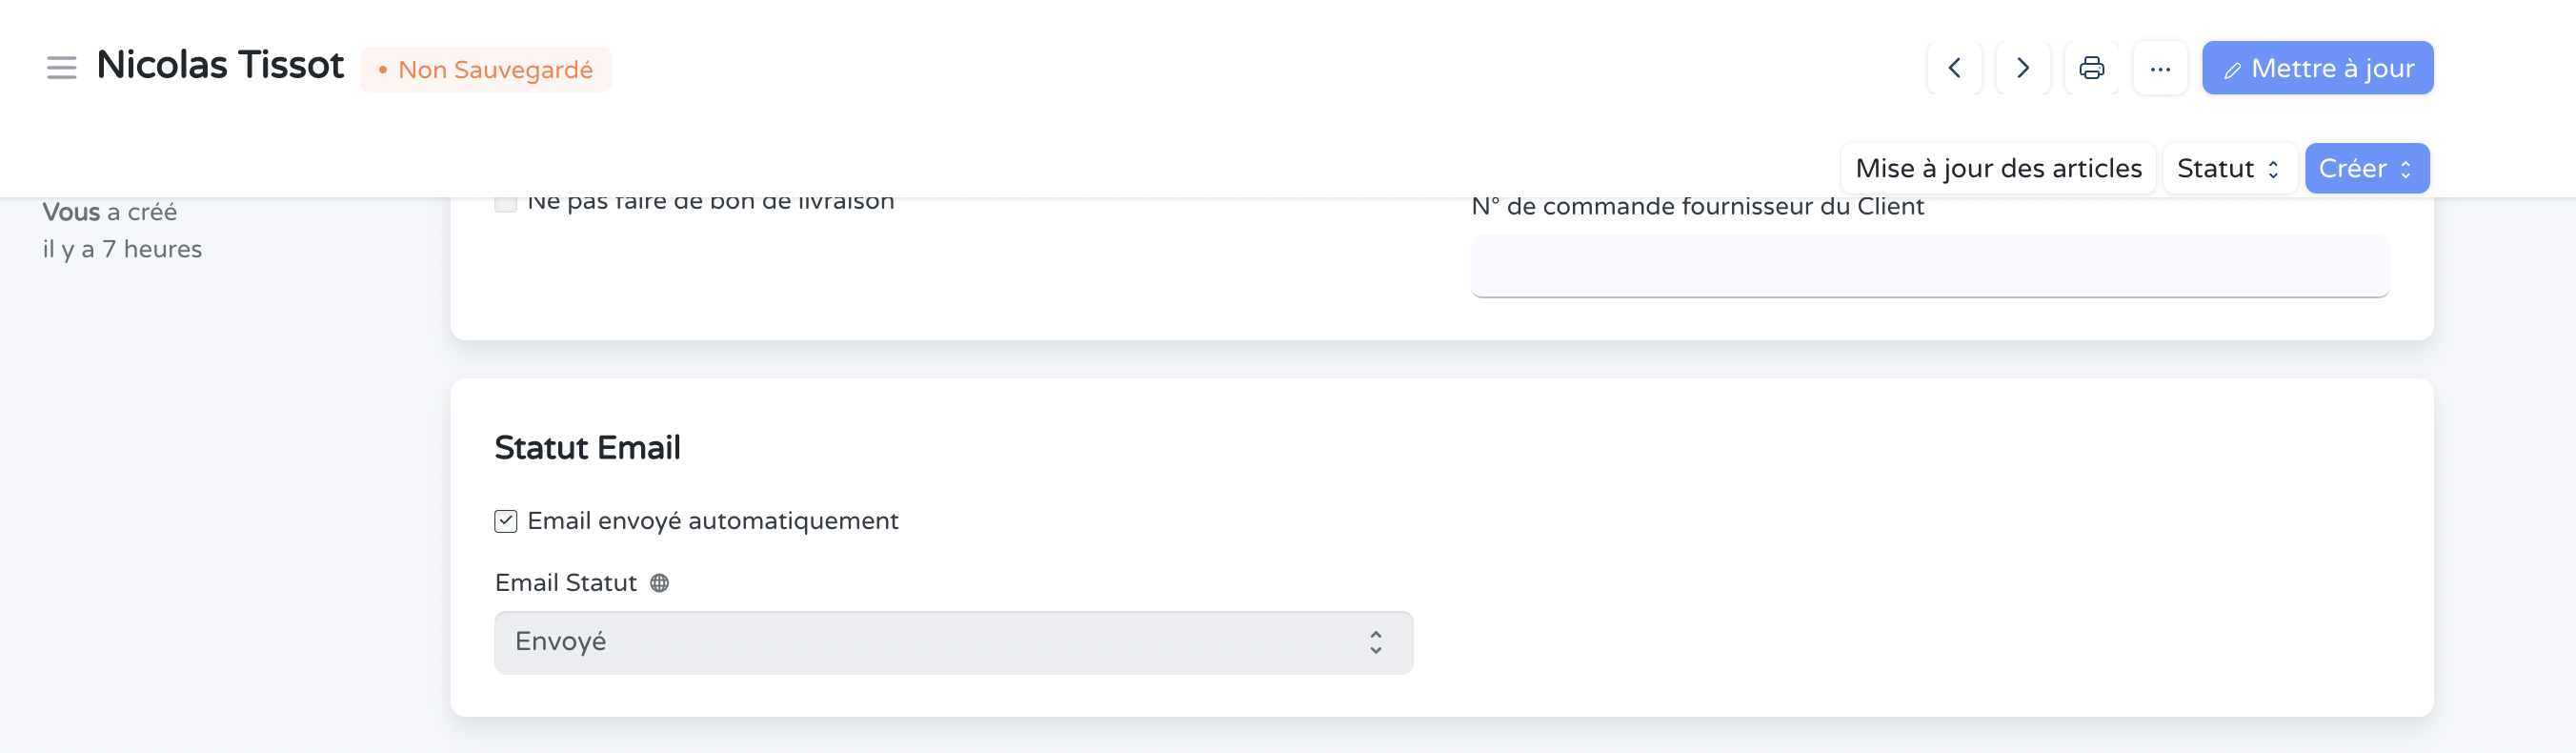 Nicolas Tissot
• Non Sauvegardé
...
Mettre à jour
Mise à jour des articles
Statut
Créer
Vous a créé
il y a 7 heures
Ne pas faire de bon de livraison
N° de commande fournisseur du Client
Statut Email
Email envoyé automatiquement
Email Statut
Envoyé